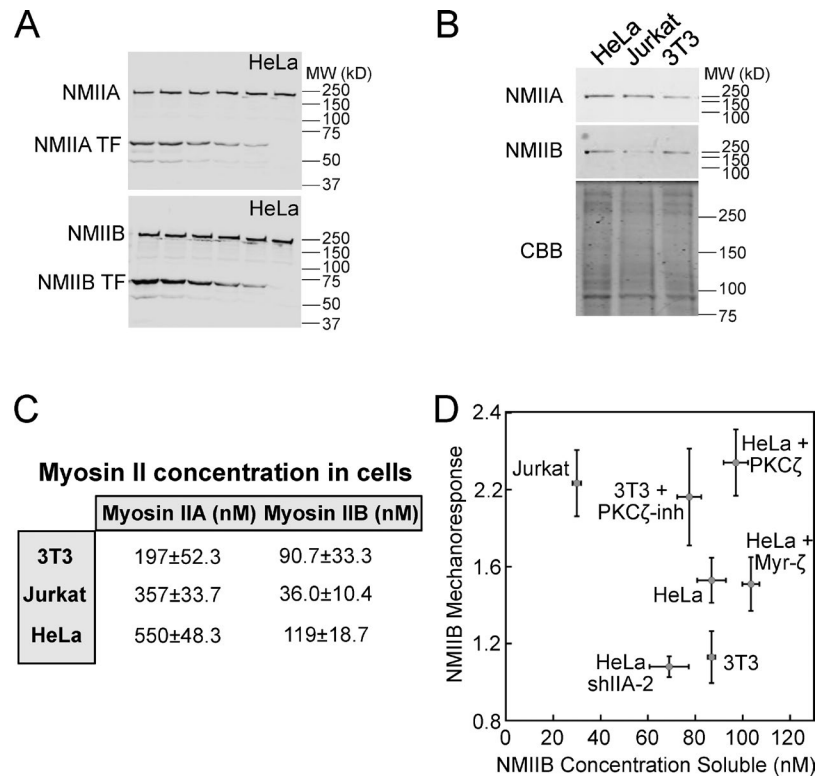 A
HeLa
MW (kD)
NMIIA
250
150
100
75
NMIIA TF
50
37
HeLa
NMIIB
250
150
100
NMIIB TF
75
50
37
B
HeLa Jurkat 3T3
MW (kD)
NMIIA
250
150
100
NMIIB
250
150
100
CBB
250
150
100
75
C
Myosin II concentration in cells
Myosin IIA (nM) Myosin IIB (nM)
3T3 197±52.3 90.7±33.3
Jurkat 357±33.7 36.0±10.4
HeLa 550±48.3 119±18.7
D
NMIIB Mechanoresponse
2.4
2.2
1.6
1.2
0.8
Jurkat
3T3 +
PKCζ-inh
HeLa +
PKCζ
HeLa
HeLa +
Myr-ζ
HeLa
shIIA-2
3T3
0 20 40 60 80 100 120
NMIIB Concentration Soluble (nM)